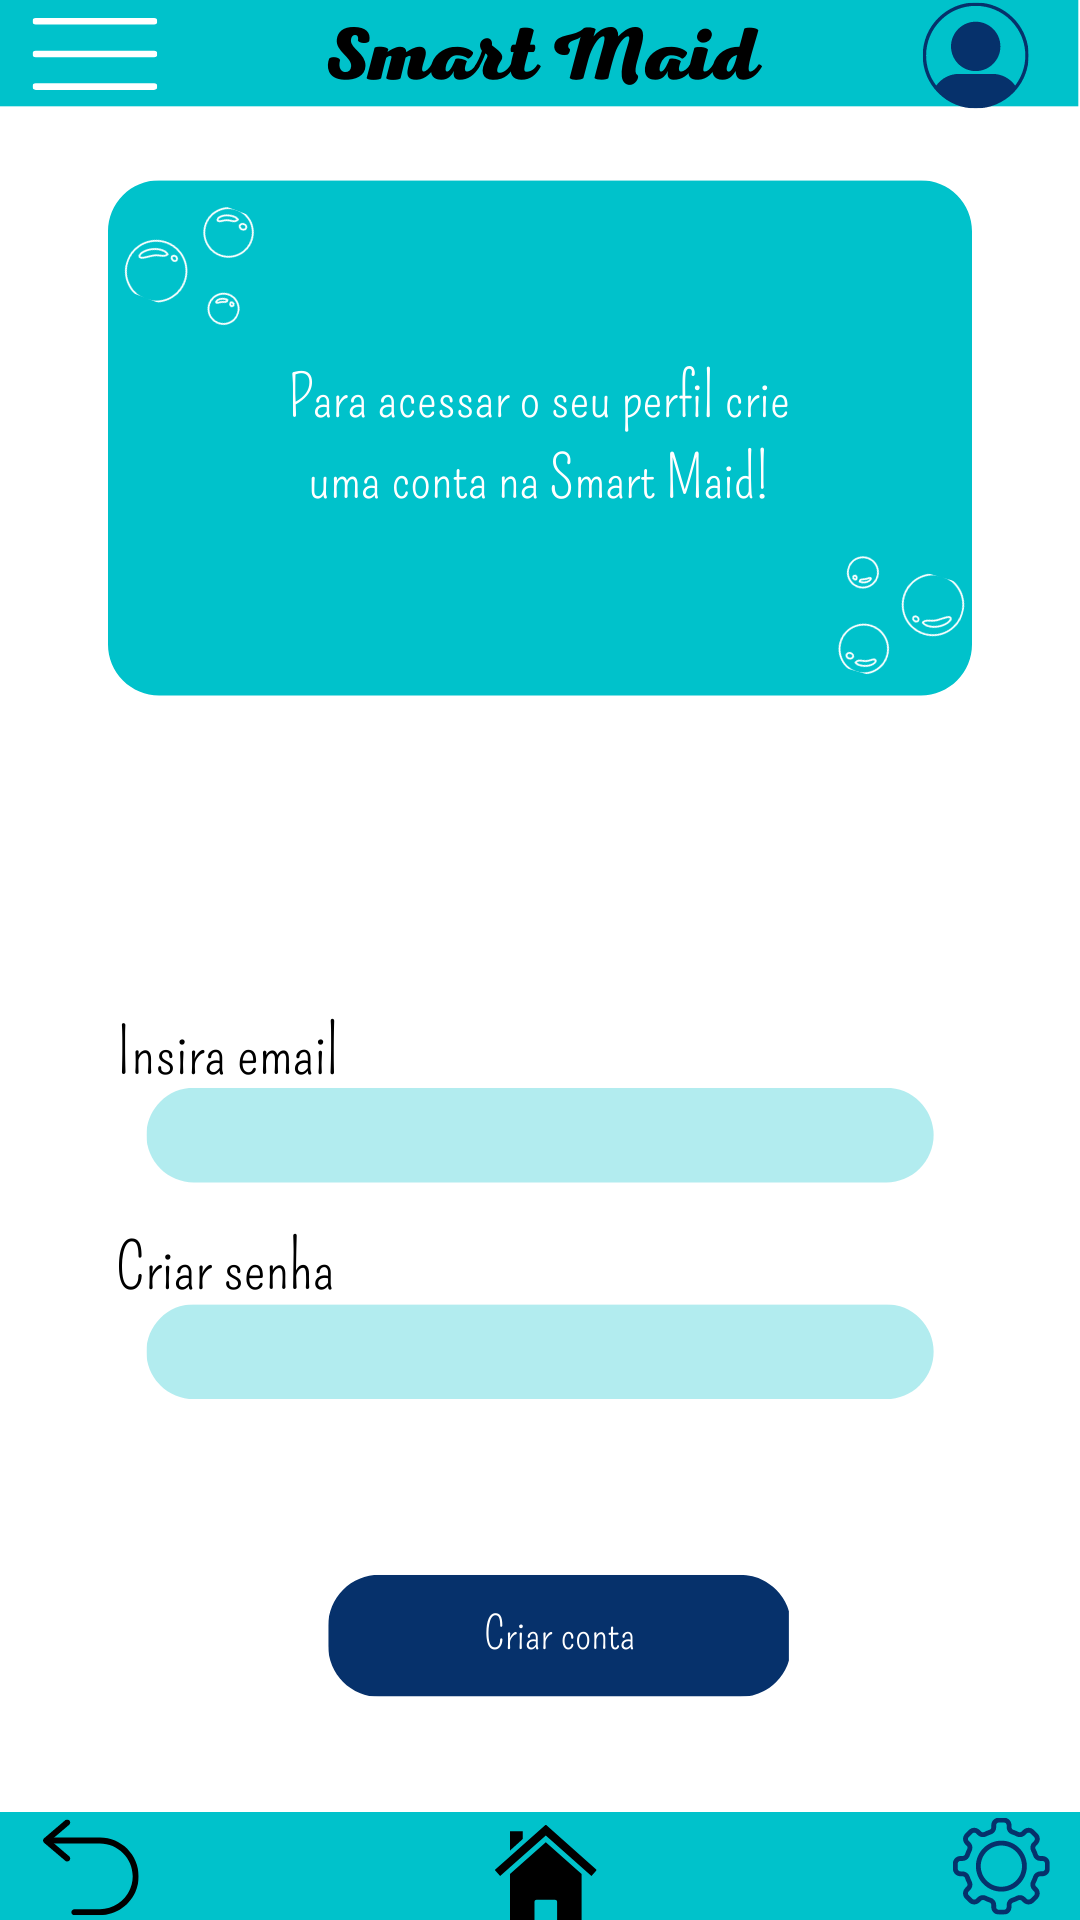 Smart Maid
Para acessar o seu perfil crie
uma conta na Smart Maid!
Insira email
Criar senha
Criar conta